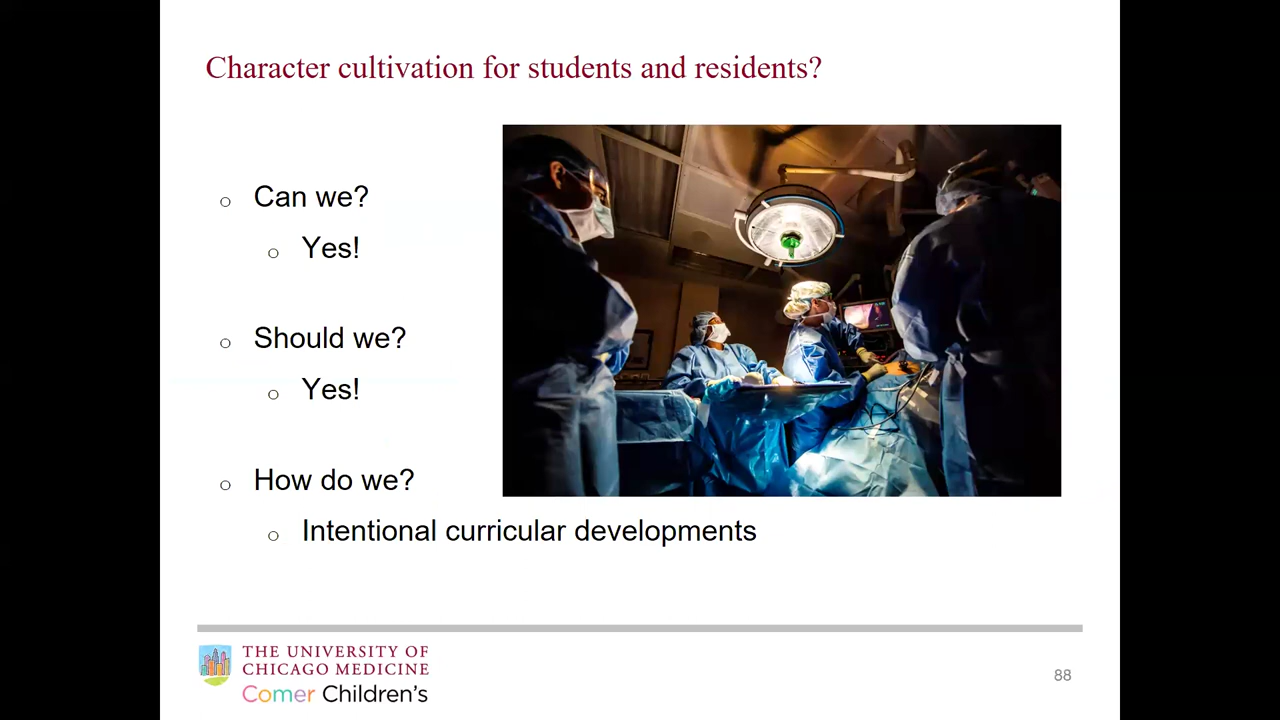 Character cultivation for students and residents?
Can we?
Yes!
Should we?
Yes!
How do we?
Intentional curricular developments
THE UNIVERSITY OF
CHICAGO MEDICINE
Comer Children's
88